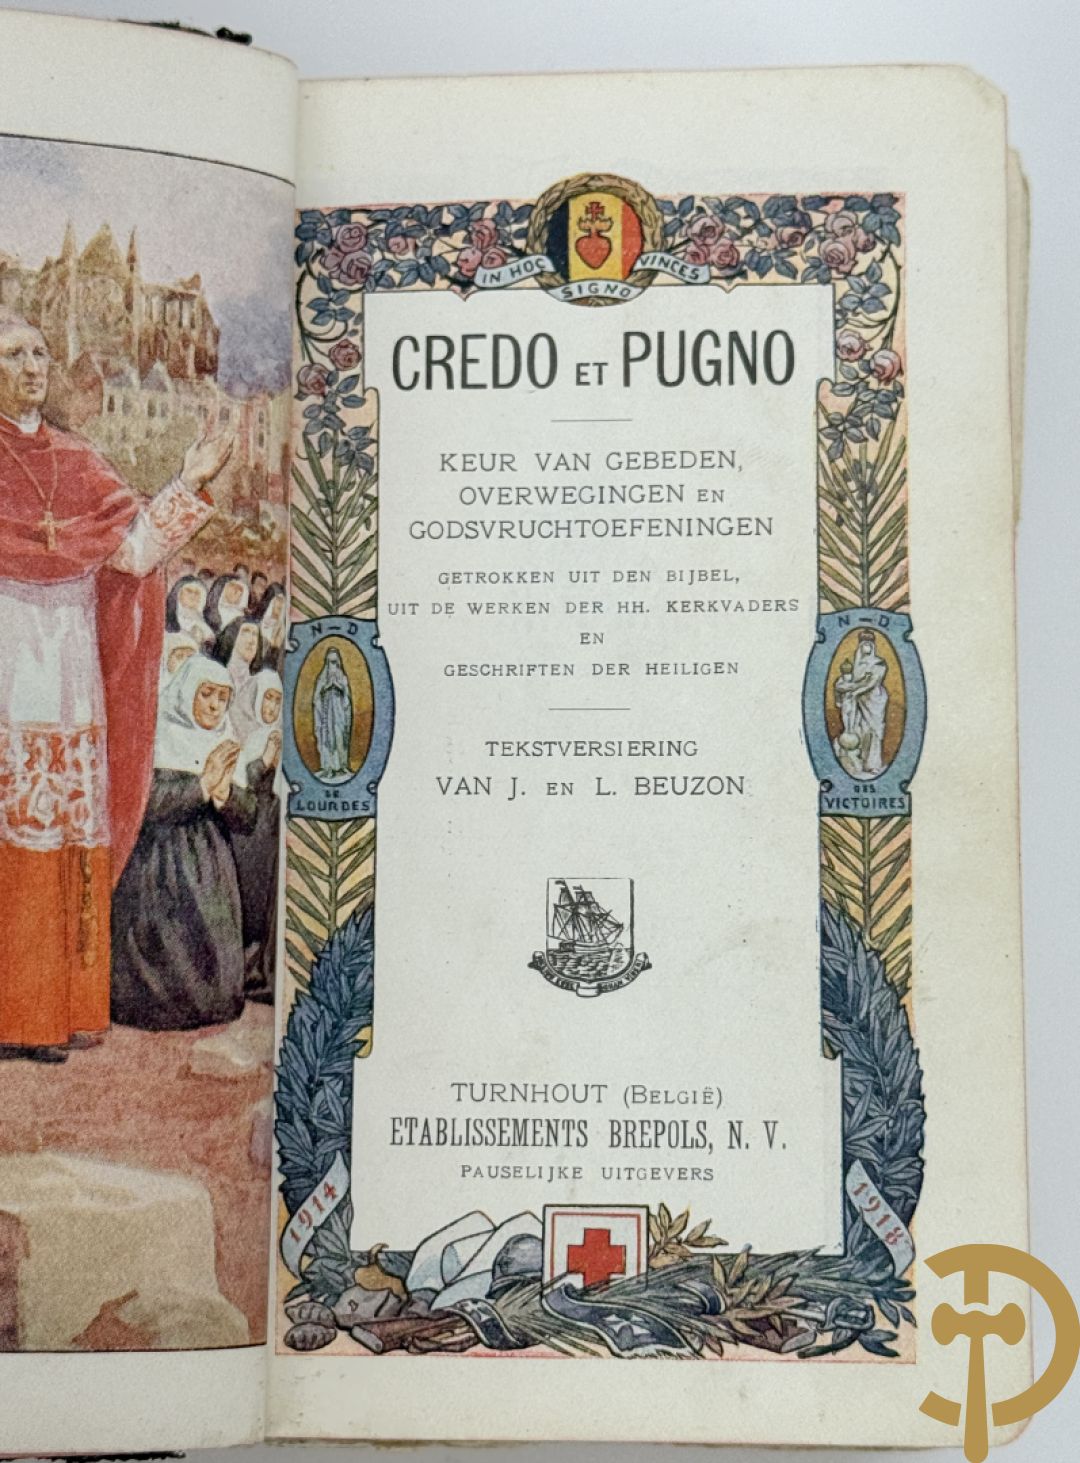 IN HOC SIGNO VINCES
CREDO ET PUGNO
KEUR VAN GEBEDEN,
OVERWEGINGEN EN
GODSVRUCHTOEFENINGEN
GETROKKEN UIT DEN BIJBEL,
UIT DE WERKEN DER HH. KERKVADERS
EN
GESCHRIFTEN DER HEILIGEN
N-D
DE
LOURDES
N-D
DES
VICTOIRES
TEKSTVERSIERING
VAN J. EN L. BEUZON
TURNHOUT (BELGIË)
ETABLISSEMENTS BREPOLS, N. V.
PAUSELIJKE UITGEVERS
1914
1918